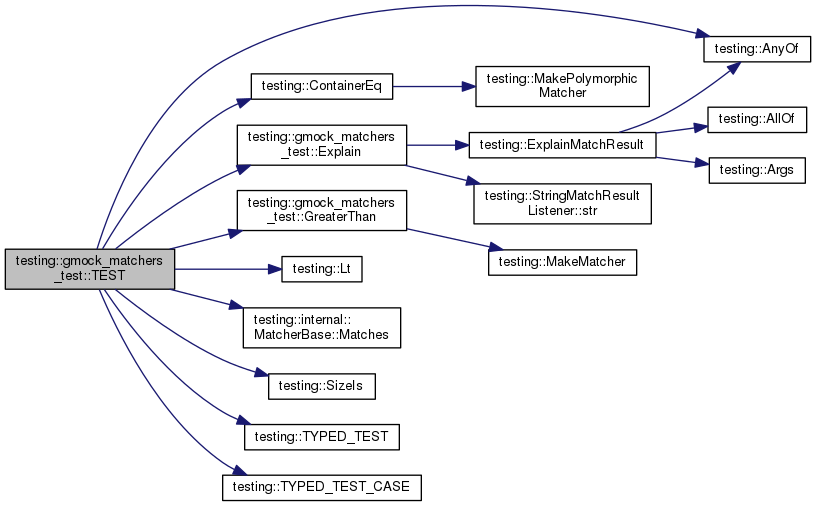 testing::AnyOf
testing::ContainerEq
testing::MakePolymorphic
Matcher
testing::AllOf
testing::gmock_matchers
_test::Explain
testing::ExplainMatchResult
testing::Args
testing::StringMatchResult
Listener::str
testing::gmock_matchers
_test::GreaterThan
testing::gmock_matchers
_test::TEST
testing::Lt
testing::MakeMatcher
testing::internal::
MatcherBase::Matches
testing::SizeIs
testing::TYPED_TEST
testing::TYPED_TEST_CASE